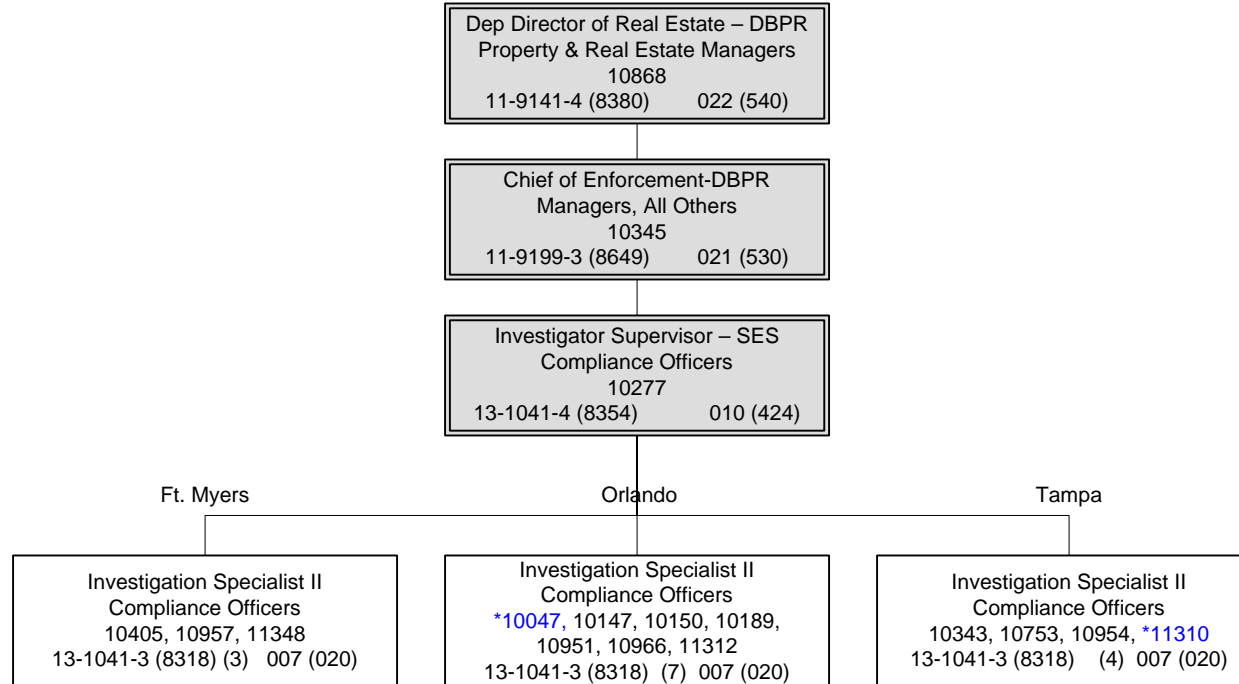 Dep Director of Real Estate – DBPR
Property & Real Estate Managers
10868
11-9141-4 (8380) 022 (540)
Chief of Enforcement-DBPR
Managers, All Others
10345
11-9199-3 (8649) 021 (530)
Investigator Supervisor – SES
Compliance Officers
10277
13-1041-4 (8354) 010 (424)
Ft. Myers
Investigation Specialist II
Compliance Officers
10405, 10957, 11348
13-1041-3 (8318) (3) 007 (020)
Orlando
Investigation Specialist II
Compliance Officers
*10047, 10147, 10150, 10189,
10951, 10966, 11312
13-1041-3 (8318) (7) 007 (020)
Tampa
Investigation Specialist II
Compliance Officers
10343, 10753, 10954, *11310
13-1041-3 (8318) (4) 007 (020)